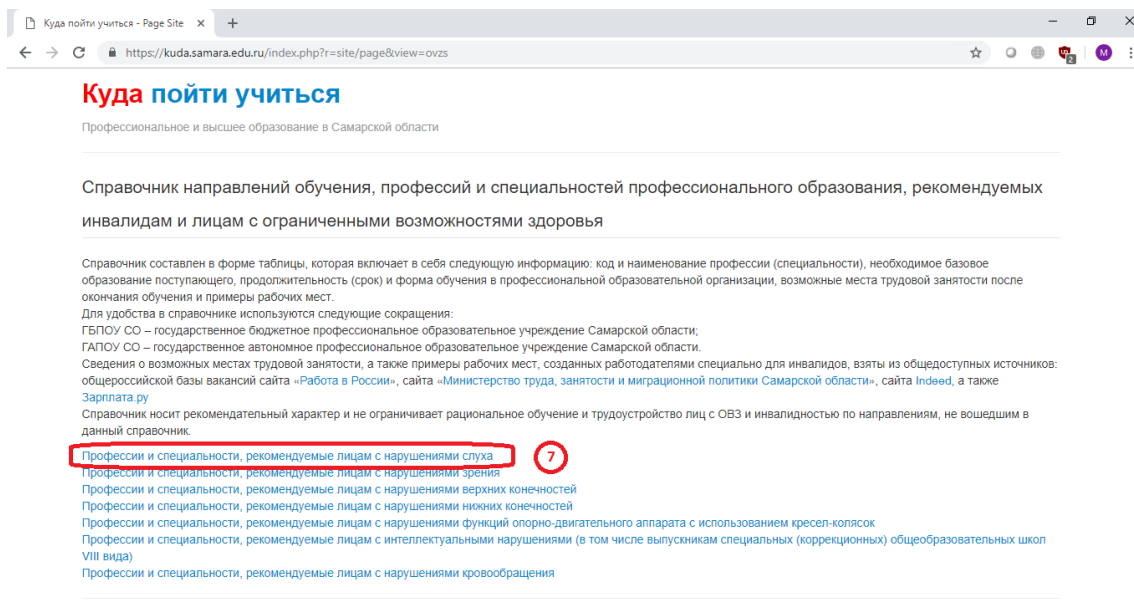 Куда пойти учиться - Page Site
https://kuda.samara.edu.ru/index.php?r=site/page&view=ovzs
2
M
Куда пойти учиться
Профессиональное и высшее образование в Самарской области
Справочник направлений обучения, профессий и специальностей профессионального образования, рекомендуемых
инвалидам и лицам с ограниченными возможностями здоровья
Справочник составлен в форме таблицы, которая включает в себя следующую информацию: код и наименование профессии (специальности), необходимое базовое
образование поступающего, продолжительность (срок) и форма обучения в профессиональной образовательной организации, возможные места трудовой занятости после
окончания обучения и примеры рабочих мест.
Для удобства в справочнике используются следующие сокращения:
ГБПОУ СО – государственное бюджетное профессиональное образовательное учреждение Самарской области;
ГАПОУ СО – государственное автономное профессиональное образовательное учреждение Самарской области.
Сведения о возможных местах трудовой занятости, а также примеры рабочих мест, созданных работодателями специально для инвалидов, взяты из общедоступных источников:
общероссийской базы вакансий сайта «Работа в России», сайта «Министерство труда, занятости и миграционной политики Самарской области», сайта Indeed, а также
Зарплата.ру
Справочник носит рекомендательный характер и не ограничивает рациональное обучение и трудоустройство лиц с ОВЗ и инвалидностью по направлениям, не вошедшим в
данный справочник.
Профессии и специальности, рекомендуемые лицам с нарушениями слуха 7
Профессии и специальности, рекомендуемые лицам с нарушениями зрения
Профессии и специальности, рекомендуемые лицам с нарушениями верхних конечностей
Профессии и специальности, рекомендуемые лицам с нарушениями нижних конечностей
Профессии и специальности, рекомендуемые лицам с нарушениями функций опорно-двигательного аппарата с использованием кресел-колясок
Профессии и специальности, рекомендуемые лицам с интеллектуальными нарушениями (в том числе выпускникам специальных (коррекционных) общеобразовательных школ
VIII вида)
Профессии и специальности, рекомендуемые лицам с нарушениями кровообращения